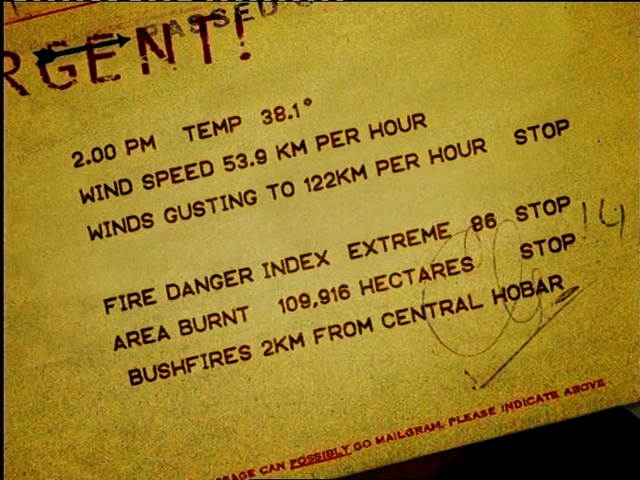 PASSED
RGENT!
2.00 PM TEMP 38.1°
WIND SPEED 53.9 KM PER HOUR
WINDS GUSTING TO 122KM PER HOUR STOP
FIRE DANGER INDEX EXTREME 86 STOP
AREA BURNT 109,916 HECTARES STOP
BUSHFIRES 2KM FROM CENTRAL HOBAR
14
SAGE CAN POSSIBLY GO MAILGRAM, PLEASE INDICATE ABOVE